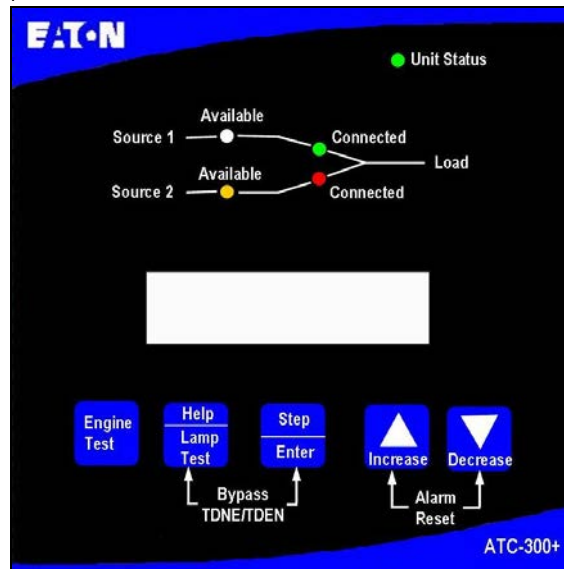 EATON
Unit Status
Available
Source 1
Connected
Load
Available
Source 2
Connected
Engine
Test
Help
Lamp
Test
Step
Enter
Increase
Decrease
Bypass
TDNE/TDEN
Alarm
Reset
ATC-300+